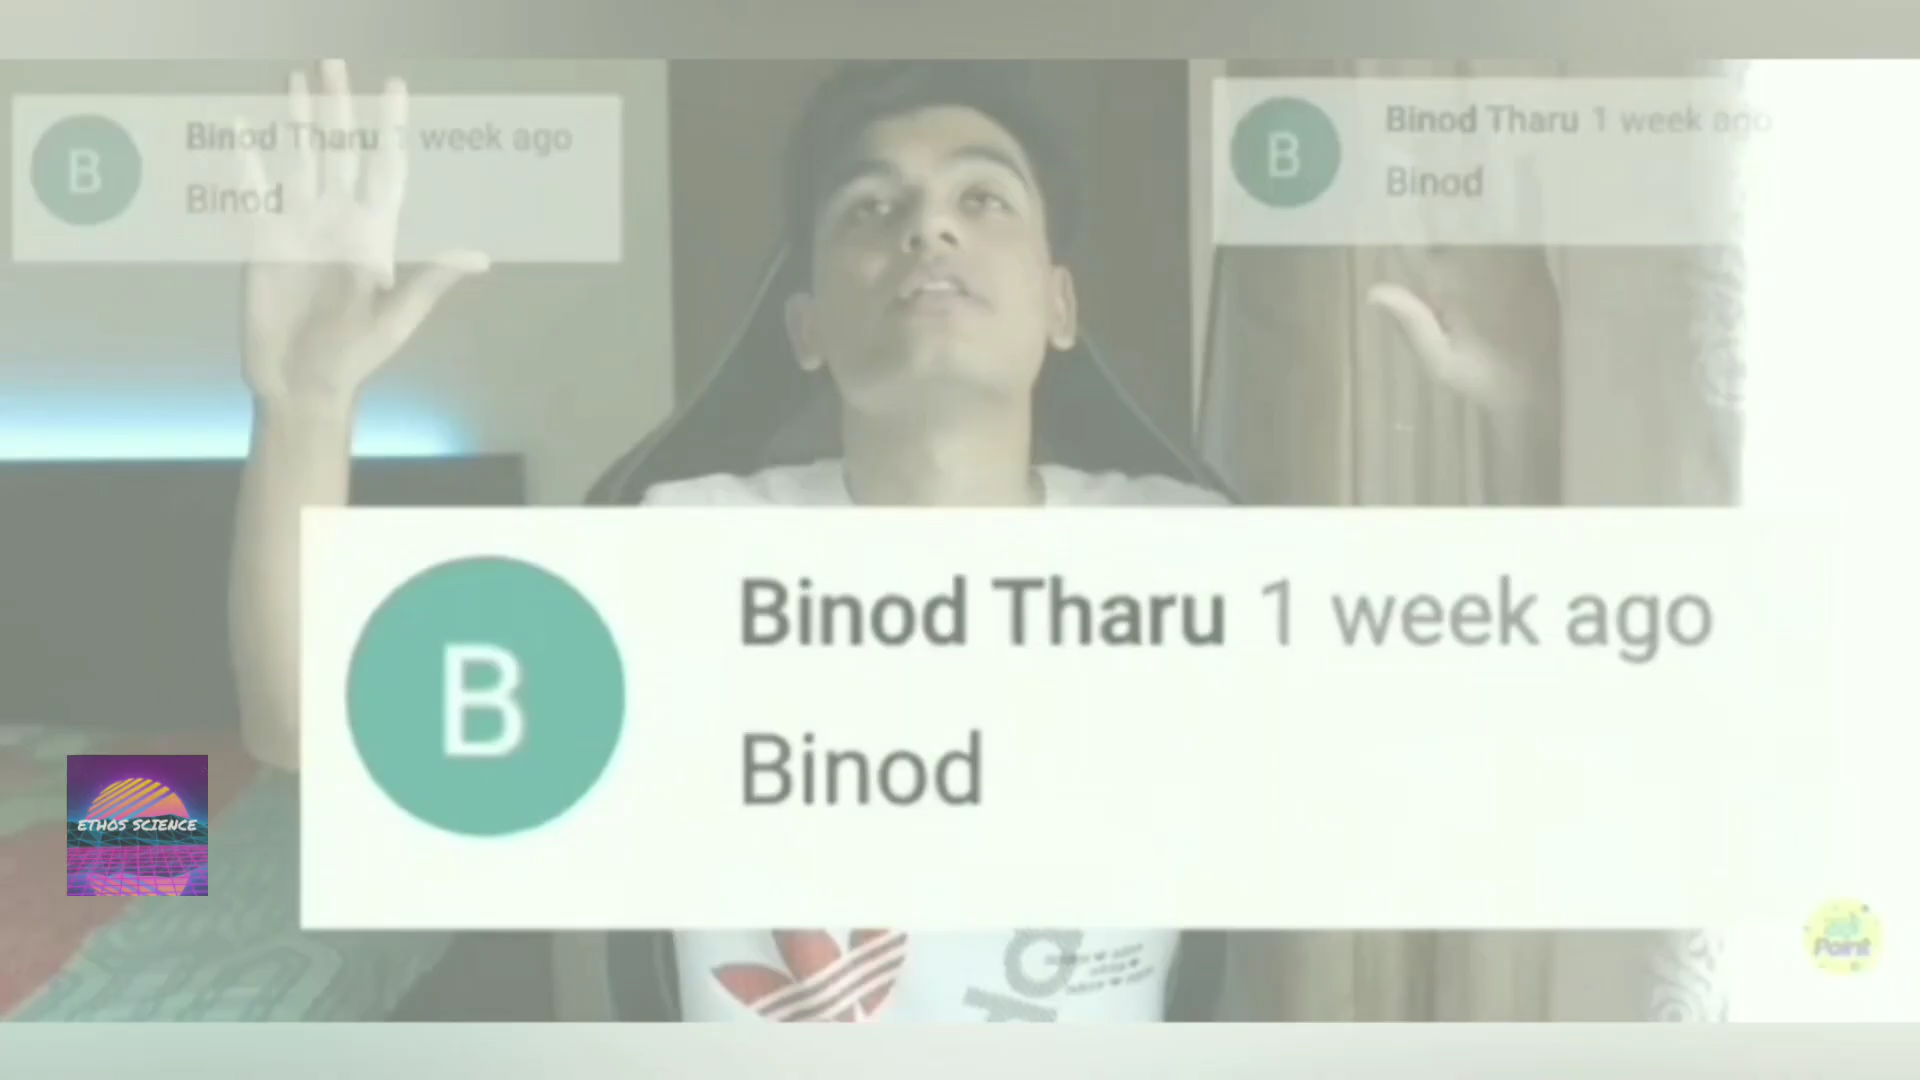 Binod Tharu 1 week ago
Binod
Binod Tharu 1 week ago
Binod
Binod Tharu 1 week ago
B
B
B
Binod
ETHOS SCIENCE
Point